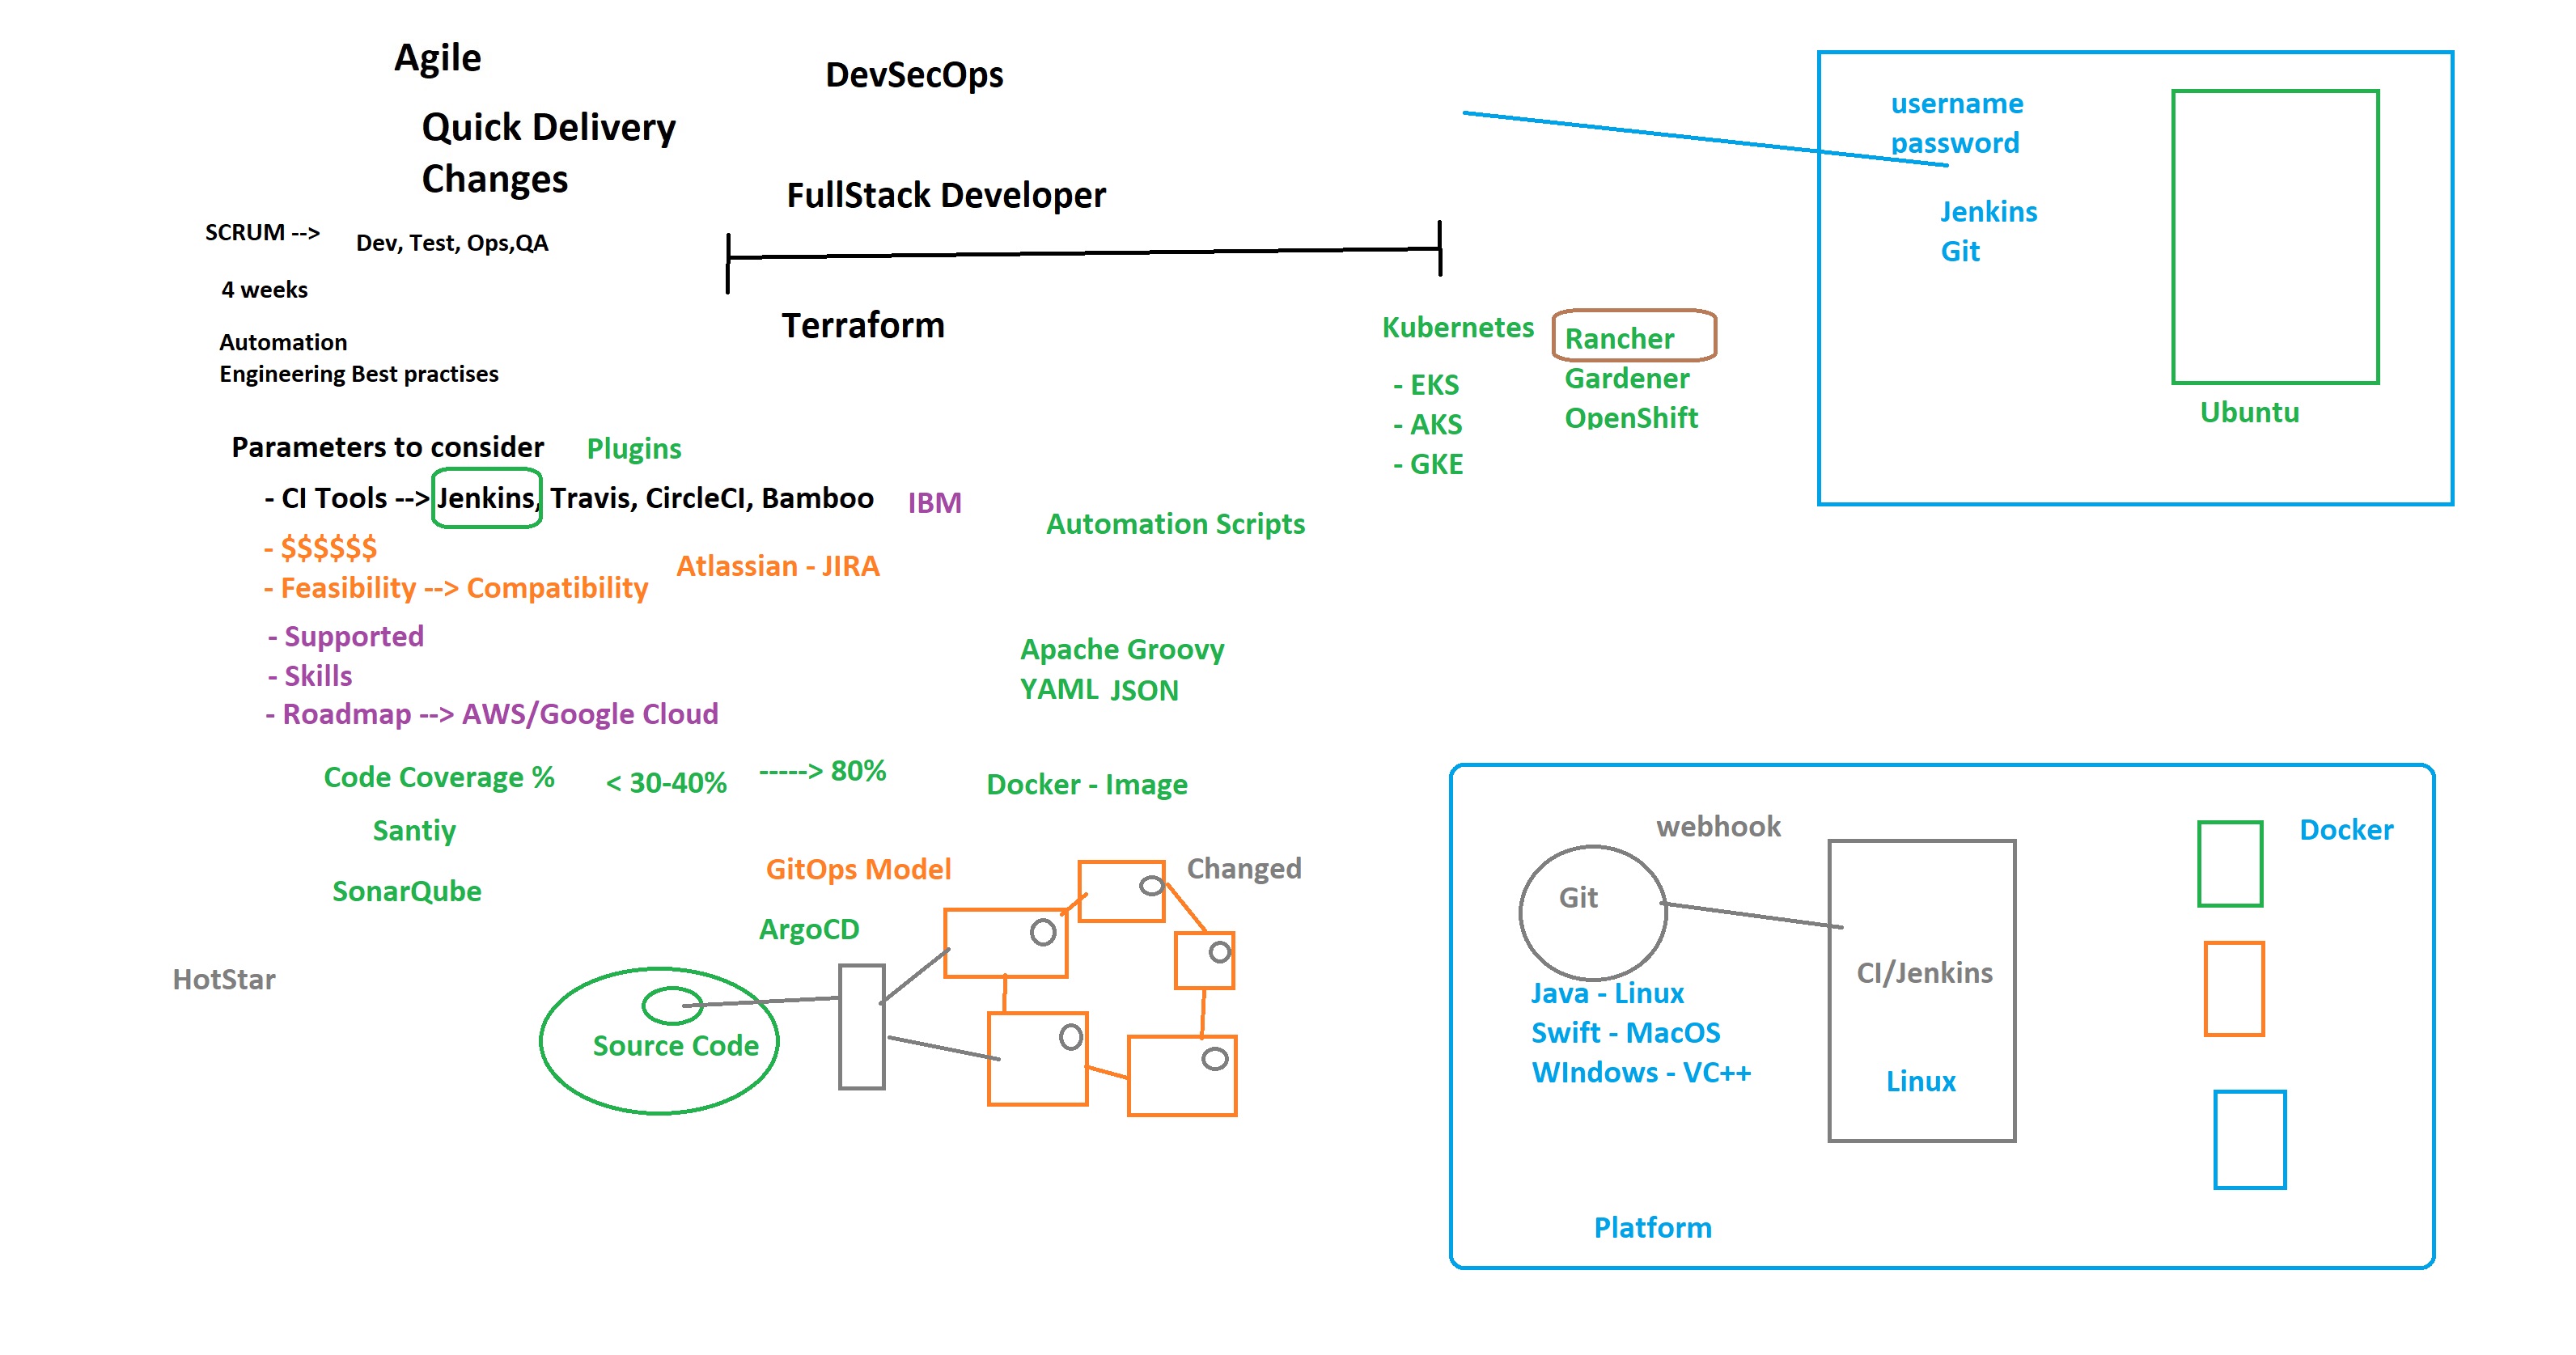 Agile
Quick Delivery
Changes
DevSecOps
FullStack Developer
SCRUM -->
Dev, Test, Ops,QA
4 weeks
Automation
Engineering Best practises
Terraform
Kubernetes
- EKS
- AKS
- GKE
Rancher
Gardener
OpenShift
username
password
Jenkins
Git
Ubuntu
Parameters to consider
Plugins
- CI Tools --> Jenkins, Travis, CircleCI, Bamboo
IBM
- $$$$$$
- Feasibility --> Compatibility
Atlassian - JIRA
- Supported
- Skills
- Roadmap --> AWS/Google Cloud
Automation Scripts
Apache Groovy
YAML JSON
Code Coverage %
< 30-40%
-----> 80%
Santiy
SonarQube
Docker - Image
GitOps Model
Changed
ArgoCD
HotStar
Source Code
webhook
Git
Java - Linux
Swift - MacOS
WIndows - VC++
CI/Jenkins
Linux
Docker
Platform